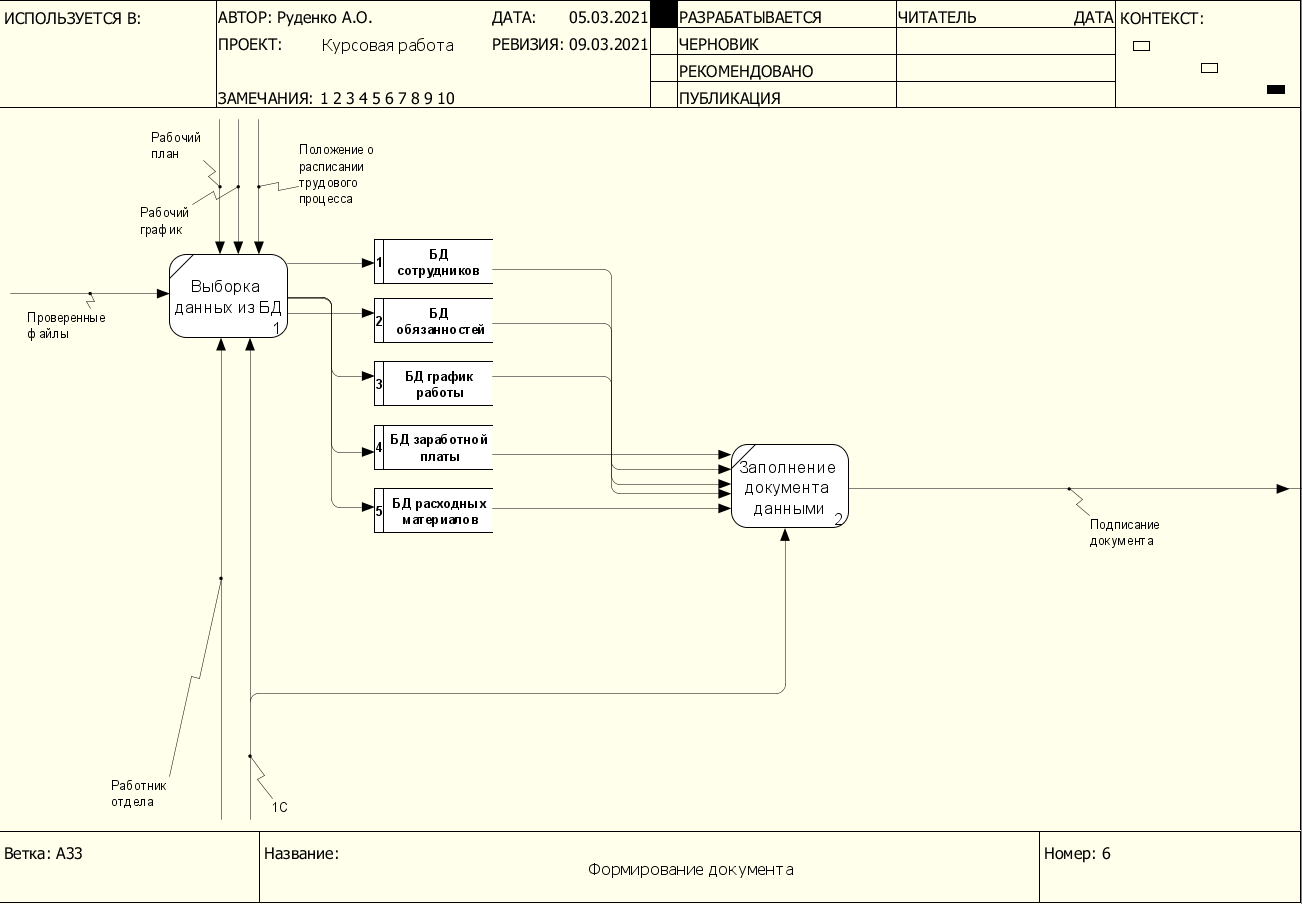 ИСПОЛЬЗУЕТСЯ В:
АВТОР: Руденко А.О.
ДАТА: 05.03.2021
ПРОЕКТ: Курсовая работа
РЕВИЗИЯ: 09.03.2021
ЗАМЕЧАНИЯ: 1 2 3 4 5 6 7 8 9 10
РАЗРАБАТЫВАЕТСЯ
ЧЕРНОВИК
РЕКОМЕНДОВАНО
ПУБЛИКАЦИЯ
ЧИТАТЕЛЬ
ДАТА
КОНТЕКСТ:
Рабочий
план
Положение о
расписании
трудового
процесса
Рабочий
график
Выборка
данных из БД
1
Проверенные
файлы
1
БД
сотрудников
2
БД
обязанностей
3
БД график
работы
4
БД заработной
платы
5
БД расходных
материалов
Заполнение
документа
данными
2
Подписание
документа
Работник
отдела
1С
Ветка: А33
Название:
Формирование документа
Номер: 6